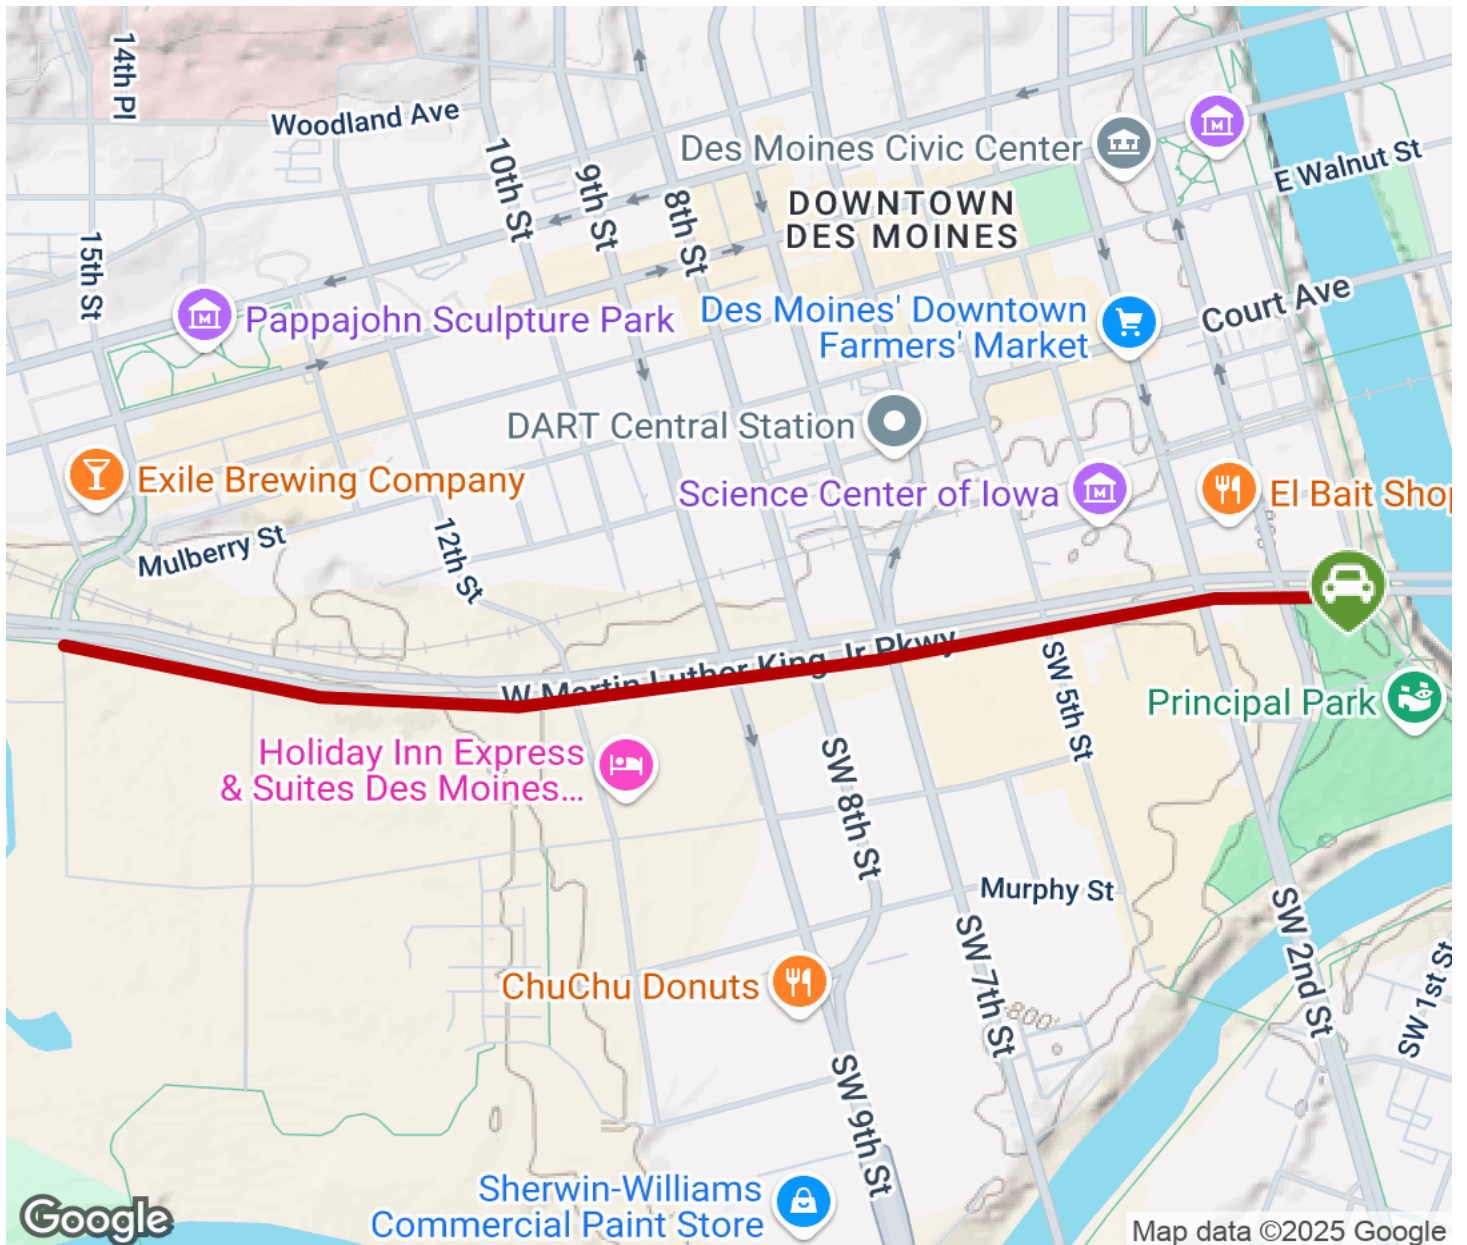 14th Pl
Woodland Ave
Des Moines Civic Center
E Walnut St
10th St
9th St
8th St
DOWNTOWN
DES MOINES
15th St
Pappajohn Sculpture Park
Des Moines' Downtown
Farmers' Market
Court Ave
DART Central Station
Exile Brewing Company
Science Center of Iowa
El Bait Shop
Mulberry St
12th St
W Martin Luther King Jr Pkwy
SW 5th St
Principal Park
Holiday Inn Express
& Suites Des Moines...
SW 8th St
Murphy St
SW 7th St
SW 2nd St
SW 1st St
ChuChu Donuts
800'
SW 9th St
Sherwin-Williams
Commercial Paint Store
Google
Map data ©2025 Google